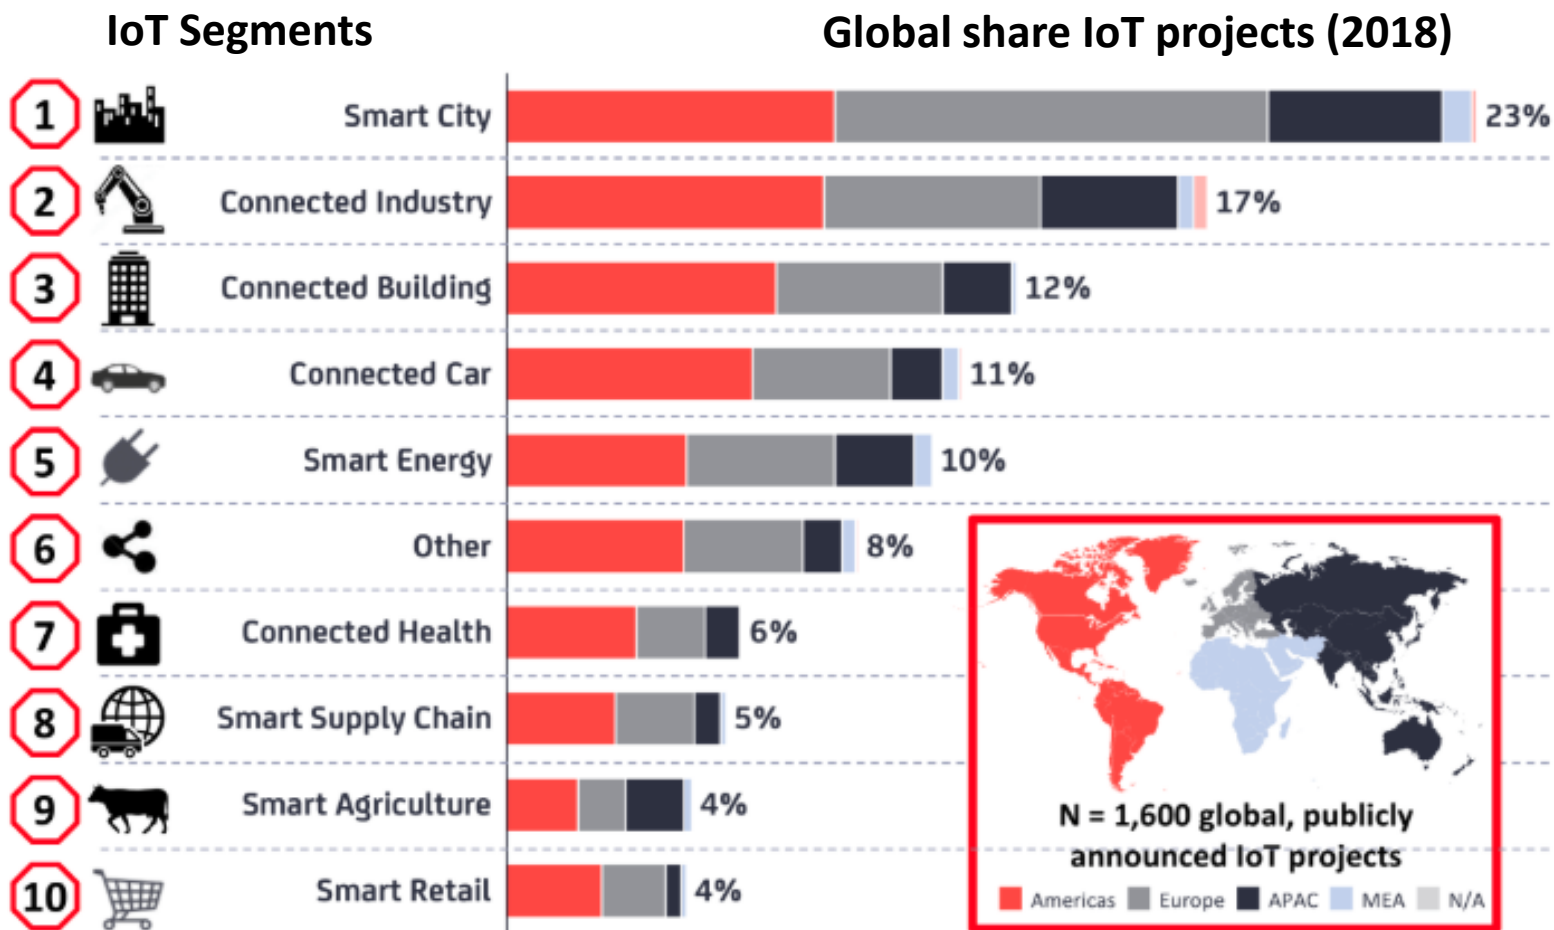 IoT Segments
Global share IoT projects (2018)
1 Smart City 23%
2 Connected Industry 17%
3 Connected Building 12%
4 Connected Car 11%
5 Smart Energy 10%
6 Other 8%
7 Connected Health 6%
8 Smart Supply Chain 5%
9 Smart Agriculture 4%
10 Smart Retail 4%
N = 1,600 global, publicly
announced IoT projects
Americas Europe APAC MEA N/A